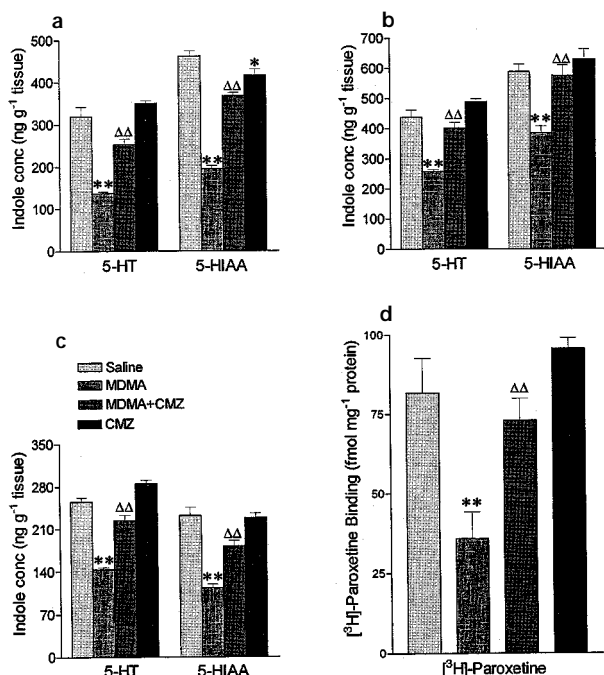 a
Indole conc (ng g⁻¹ tissue)
500
400
300
200
100
0
ΔΔ
**
ΔΔ
*
**
5-HT
5-HIAA
b
Indole conc (ng g⁻¹ tissue)
700
600
500
400
300
200
100
0
ΔΔ
**
ΔΔ
**
5-HT
5-HIAA
c
Saline
MDMA
MDMA+CMZ
CMZ
Indole conc (ng g⁻¹ tissue)
350
280
210
140
70
0
ΔΔ
**
ΔΔ
**
5-HT
5-HIAA
d
[³H]-Paroxetine Binding (fmol mg⁻¹ protein)
100
75
50
25
0
ΔΔ
**
[³H]-Paroxetine